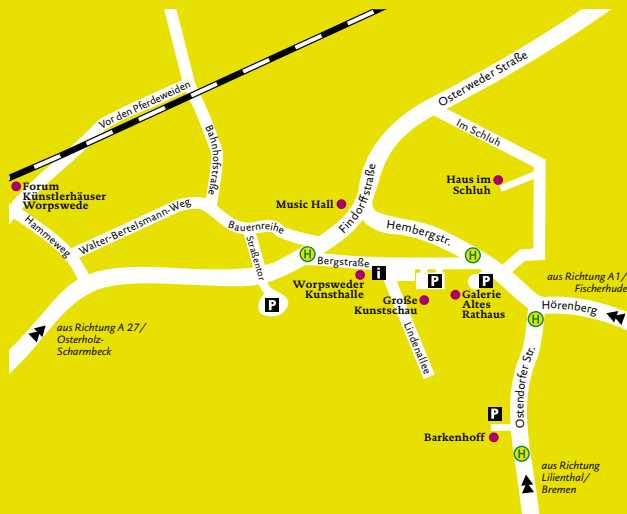 Osterweder Straße
Vor den Pferdeweiden
Bahnhofstraße
Im Schluh
Forum
Künstlerhäuser
Worpswede
Haus im
Schluh
Music Hall
Findorffstraße
Hammeweg
Walter-Bertelsmann-Weg
Bauernreihe
Hembergstr.
Straßentor
H
Bergstraße
H
i
P
P
Worpsweder
Kunsthalle
Große
Kunstschau
Galerie
Altes
Rathaus
aus Richtung A1/
Fischerhude
P
Hörenberg
H
aus Richtung A 27/
Osterholz-
Scharmbeck
Lindenallee
Ostendorfer Str.
P
Barkenhoff
H
aus Richtung
Lilienthal/
Bremen